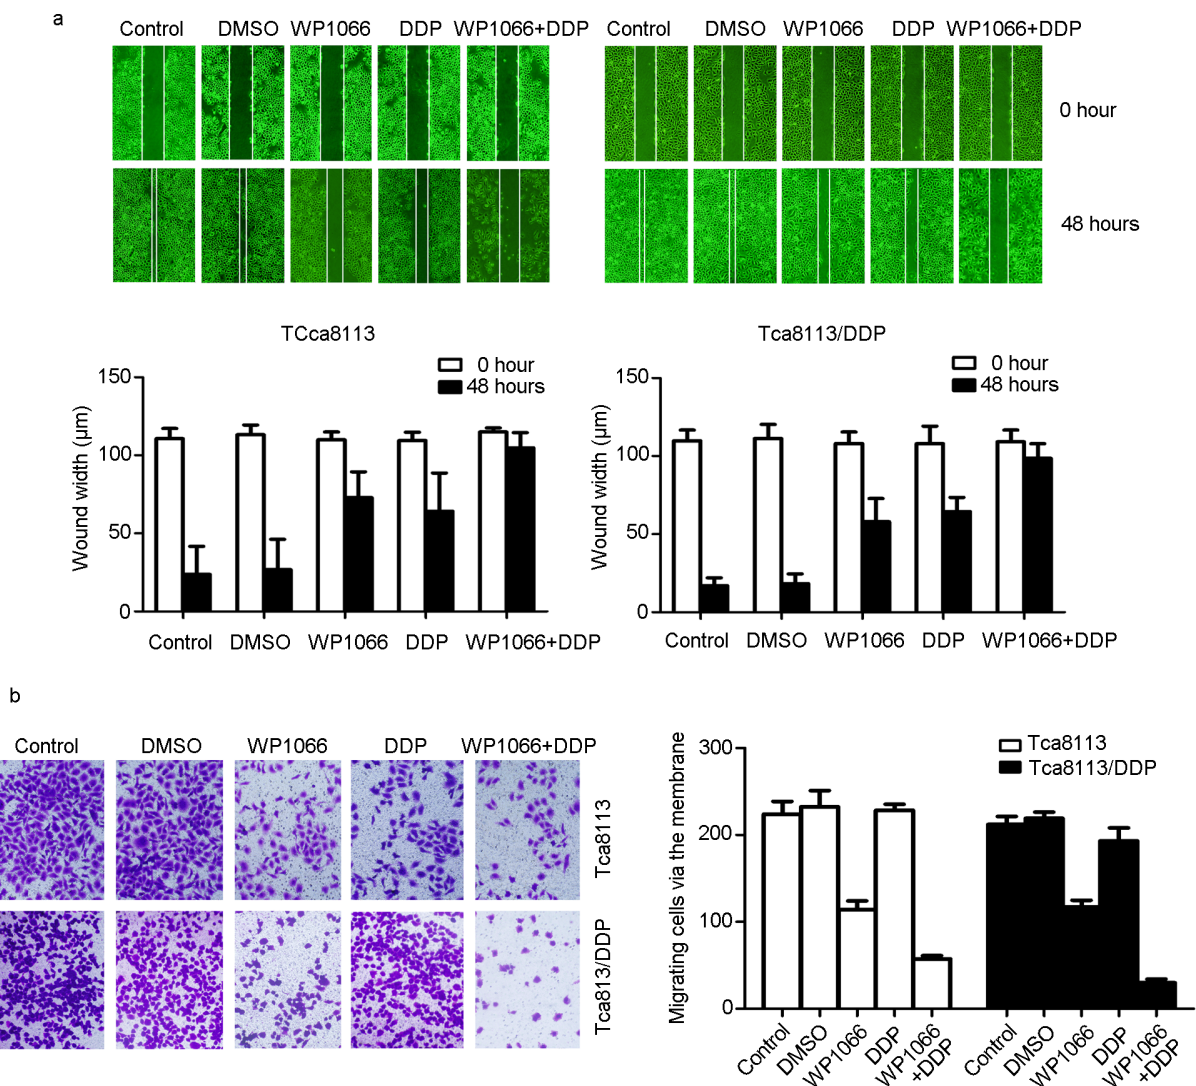 a
Control DMSO WP1066 DDP WP1066+DDP
Control DMSO WP1066 DDP WP1066+DDP
0 hour
48 hours
TCca8113
0 hour
48 hours
Wound width (μm)
150
100
50
0
Control DMSO WP1066 DDP WP1066+DDP
Tca8113/DDP
0 hour
48 hours
Wound width (μm)
150
100
50
0
Control DMSO WP1066 DDP WP1066+DDP
b
Control DMSO WP1066 DDP WP1066+DDP
Tca8113
Tca813/DDP
Migrating cells via the membrane
300
200
100
0
Tca8113
Tca8113/DDP
Control DMSO WP1066 DDP WP1066
+DDP
Control DMSO WP1066 DDP WP1066
+DDP